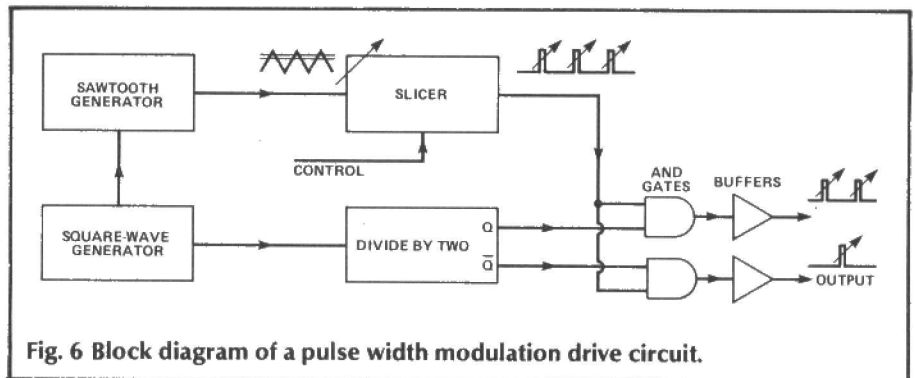 SAWTOOTH
GENERATOR
SLICER
CONTROL
AND
GATES
BUFFERS
SQUARE-WAVE
GENERATOR
DIVIDE BY TWO
Q
Q̅
OUTPUT
Fig. 6 Block diagram of a pulse width modulation drive circuit.